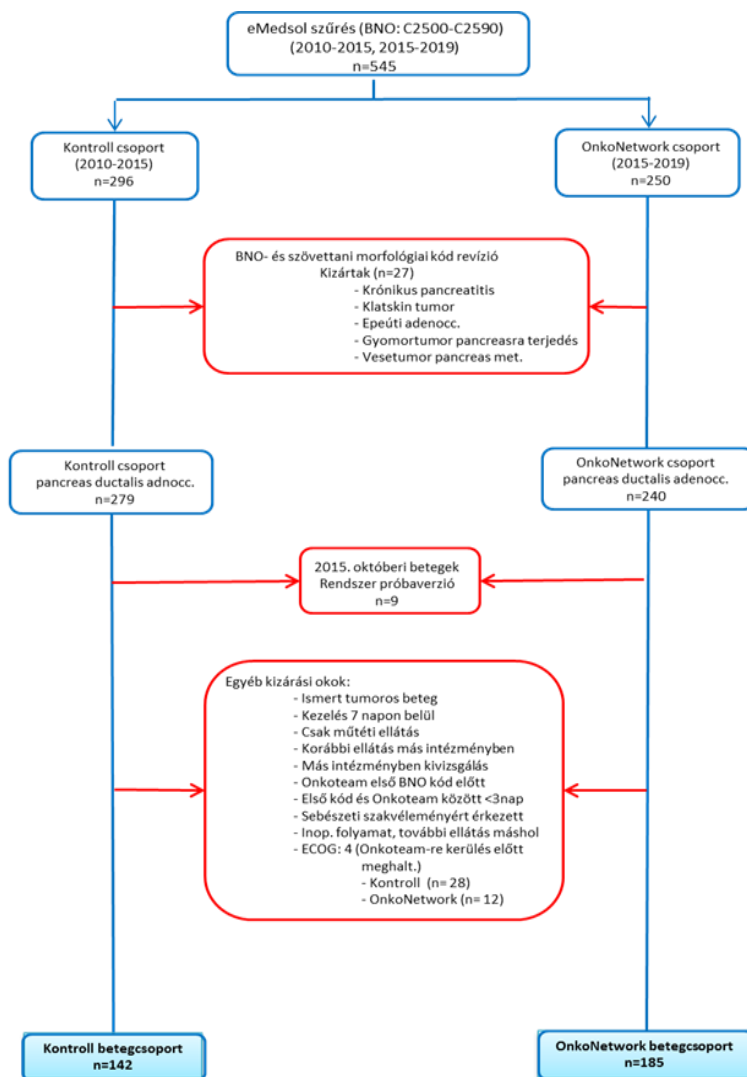 eMedsol szűrés (BNO: C2500-C2590)
(2010-2015, 2015-2019)
n=545
Kontroll csoport
(2010-2015)
n=296
OnkoNetwork csoport
(2015-2019)
n=250
BNO- és szövettani morfológiai kód revízió
Kizártak (n=27)
- Krónikus pancreatitis
- Klatskin tumor
- Epeúti adenocc.
- Gyomortumor pancreasra terjedés
- Vesetumor pancreas met.
Kontroll csoport
pancreas ductalis adnocc.
n=279
OnkoNetwork csoport
pancreas ductalis adenocc.
n=240
2015. októberi betegek
Rendszer próbaverzió
n=9
Egyéb kizárási okok:
- Ismert tumoros beteg
- Kezelés 7 napon belül
- Csak műtéti ellátás
- Korábbi ellátás más intézményben
- Más intézményben kivizsgálás
- Onkoteam első BNO kód előtt
- Első kód és Onkoteam között <3nap
- Sebészeti szakvéleményért érkezett
- Inop. folyamat, további ellátás máshol
- ECOG: 4 (Onkoteam-re kerülés előtt
meghalt.)
- Kontroll (n= 28)
- OnkoNetwork (n= 12)
Kontroll betegcsoport
n=142
OnkoNetwork betegcsoport
n=185